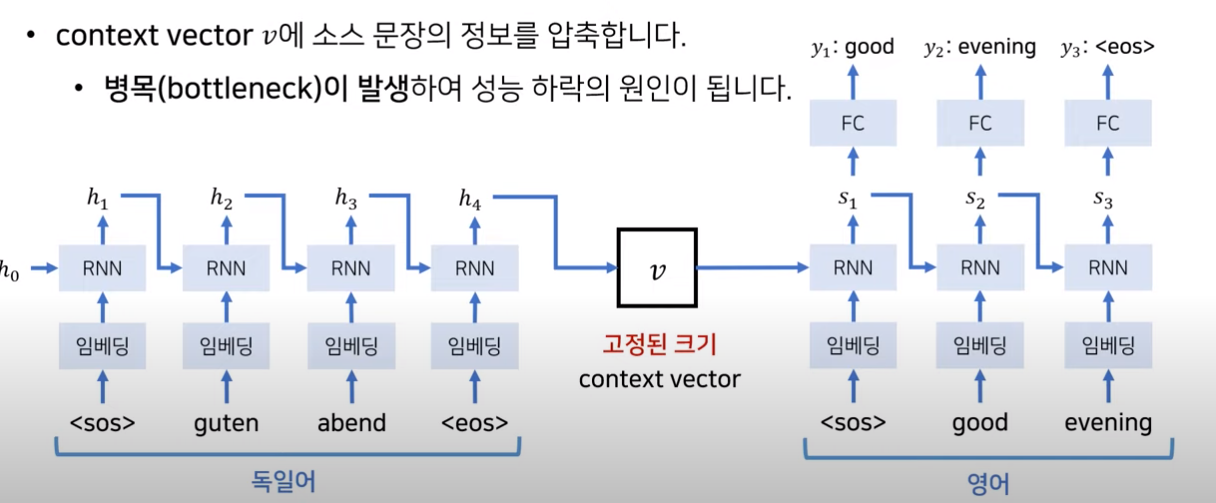 • context vector v에 소스 문장의 정보를 압축합니다.
• 병목(bottleneck)이 발생하여 성능 하락의 원인이 됩니다.
y₁: good y₂: evening y₃: <eos>
FC FC FC
h₁ h₂ h₃ h₄ s₁ s₂ s₃
h₀ RNN RNN RNN RNN v RNN RNN RNN
임베딩 임베딩 임베딩 임베딩 고정된 크기 임베딩 임베딩 임베딩
context vector
<sos> guten abend <eos> <sos> good evening
독일어 영어